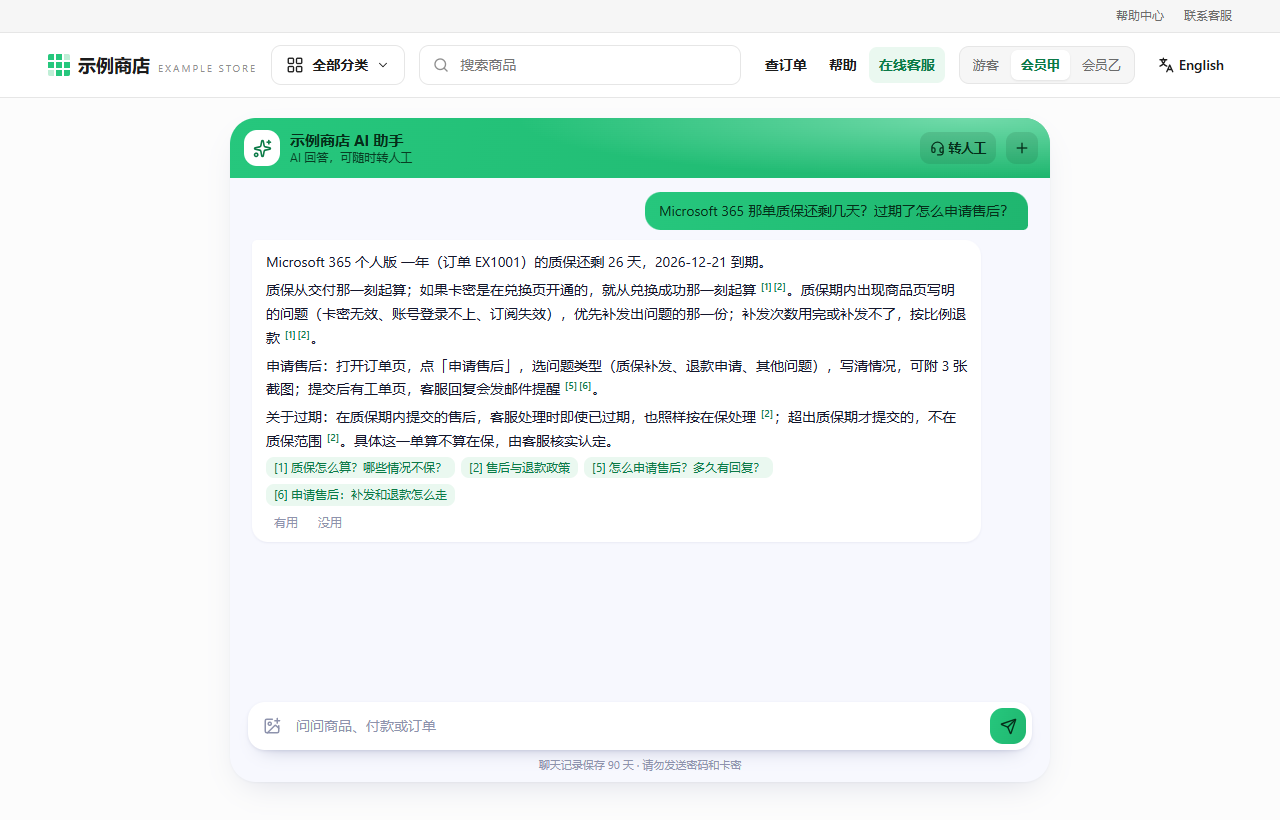 帮助中心 联系客服
示例商店 EXAMPLE STORE 全部分类 搜索商品 查订单 帮助 在线客服 游客 会员甲 会员乙 English
示例商店 AI 助手
AI 回答，可随时转人工
转人工
Microsoft 365 那单质保还剩几天？过期了怎么申请售后？
Microsoft 365 个人版 一年（订单 EX1001）的质保还剩 26 天，2026-12-21 到期。
质保从交付那一刻起算；如果卡密是在兑换页开通的，就从兑换成功那一刻起算 [1] [2]。质保期内出现商品页写明
的问题（卡密无效、账号登录不上、订阅失效），优先补发出问题的那一份；补发次数用完或补发不了，按比例退
款 [1] [2]。
申请售后：打开订单页，点「申请售后」，选问题类型（质保补发、退款申请、其他问题），写清情况，可附 3 张
截图；提交后有工单页，客服回复会发邮件提醒 [5] [6]。
关于过期：在质保期内提交的售后，客服处理时即使已过期，也照样按在保处理 [2]；超出质保期才提交的，不在
质保范围 [2]。具体这一单算不算在保，由客服核实认定。
[1] 质保怎么算？哪些情况不保？ [2] 售后与退款政策 [5] 怎么申请售后？多久有回复？
[6] 申请售后：补发和退款怎么走
有用 没用
问问商品、付款或订单
聊天记录保存 90 天 · 请勿发送密码和卡密